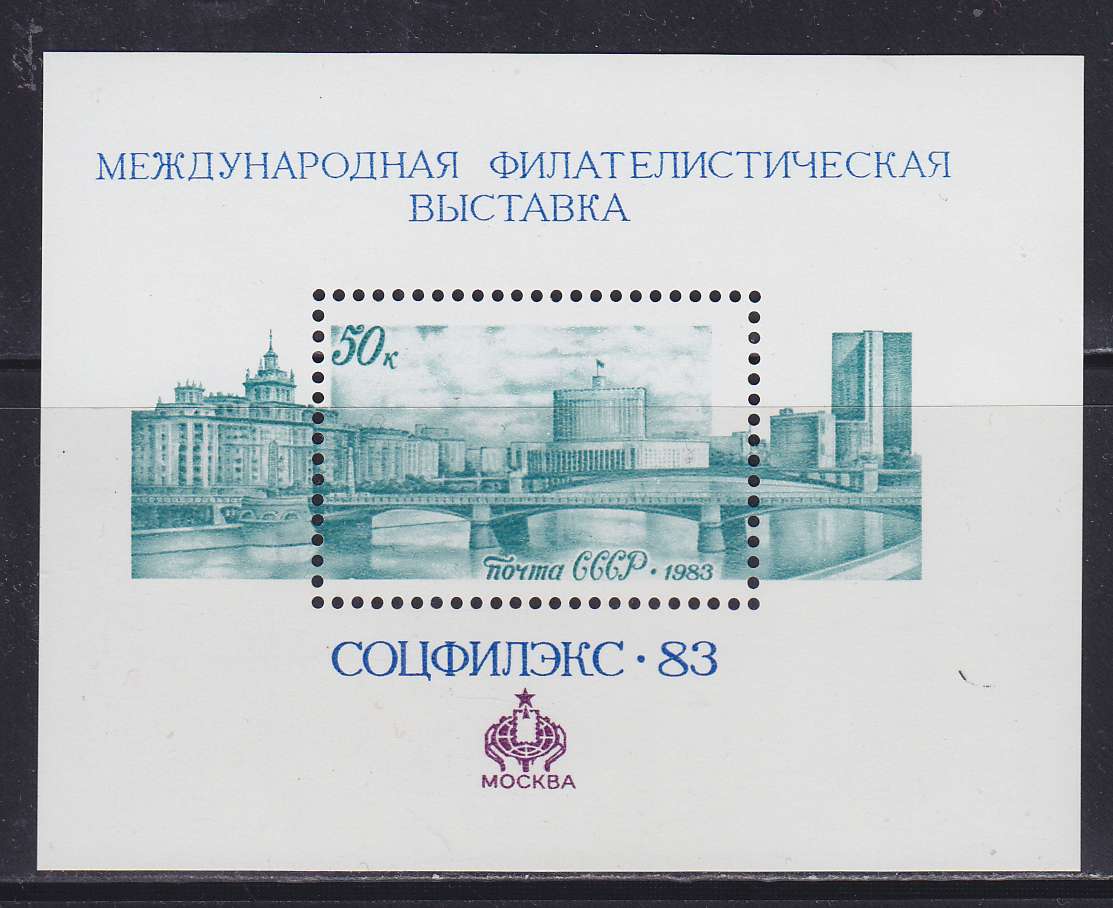 МЕЖДУНАРОДНАЯ ФИЛАТЕЛИСТИЧЕСКАЯ
ВЫСТАВКА
50к
почта СССР · 1983
СОЦФИЛЭКС · 83
МОСКВА